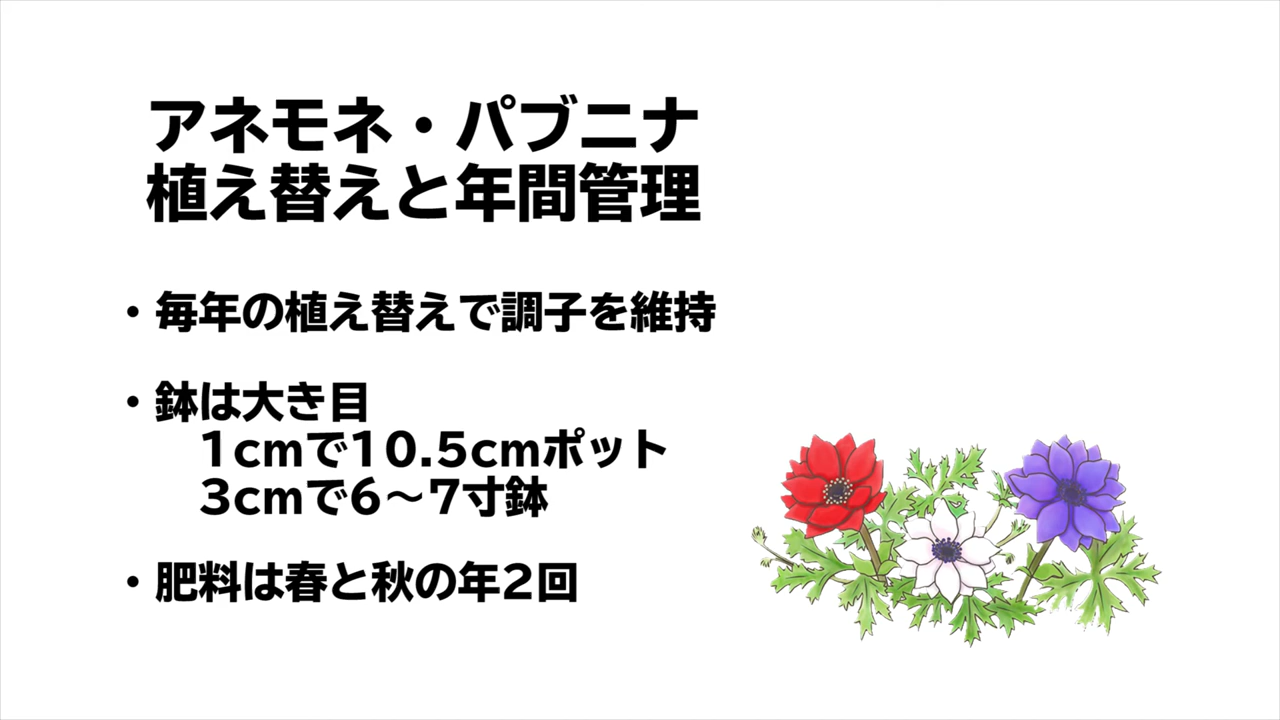 アネモネ・パブニナ
植え替えと年間管理
・毎年の植え替えで調子を維持
・鉢は大き目
1cmで10.5cmポット
3cmで6～7寸鉢
・肥料は春と秋の年2回